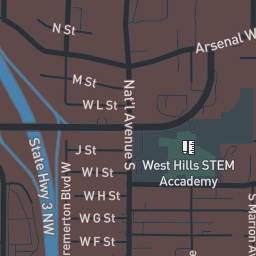 N St
Arsenal W
M St
W L St
Nat'l Avenue S
J St
W I St
W H St
W G St
W F St
State Hwy 3 NW
remerton Blvd W
West Hills STEM
Accademy
S Marion Av